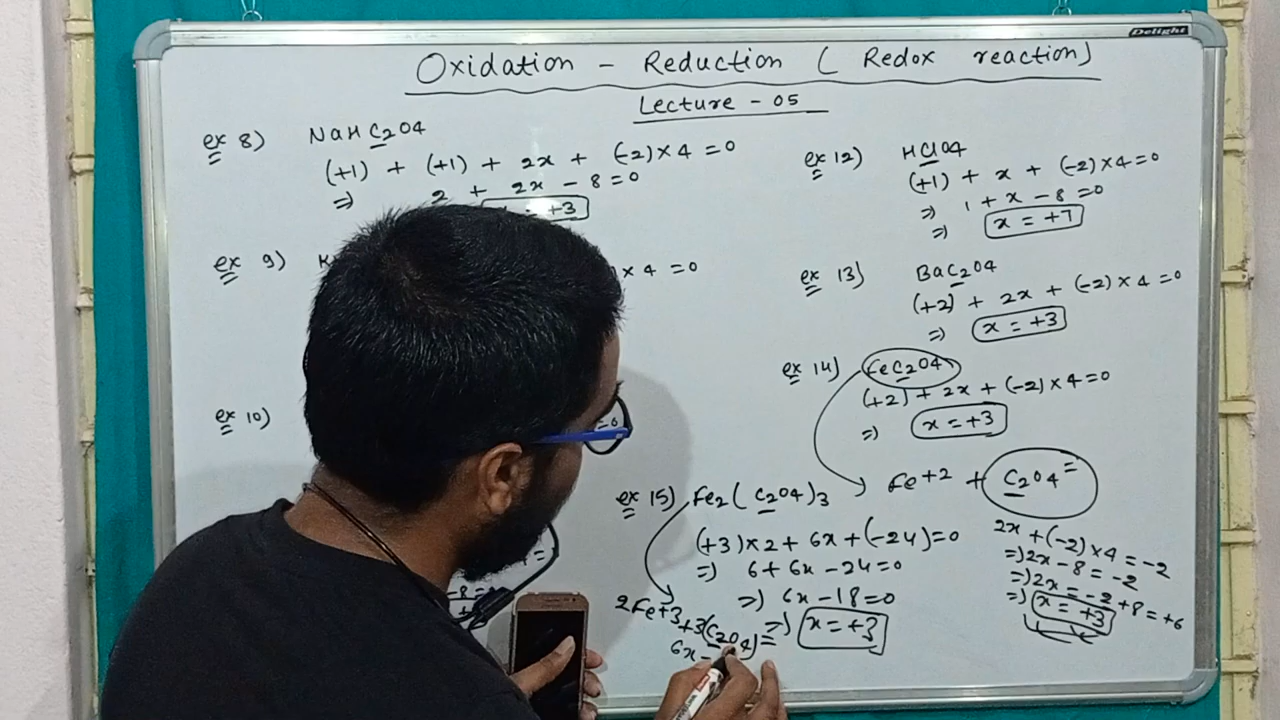 Delight
Oxidation - Reduction ( Redox reaction)
Lecture - 05
ex 8) NaHC2O4
(+1) + (+1) + 2x + (-2)×4 = 0
=> 2 + 2x - 8 = 0
= +3
ex 9)
× 4 = 0
ex 10)
ex 12) HClO4
(+1) + x + (-2)×4 = 0
=> 1 + x - 8 = 0
=> x = +7
ex 13) BaC2O4
(+2) + 2x + (-2)×4 = 0
=> x = +3
ex 14) FeC2O4
(+2) + 2x + (-2)×4 = 0
=> x = +3
Fe+2 + C2O4=
2x + (-2)×4 = -2
=> 2x - 8 = -2
=> 2x = -2 + 8 = +6
=> x = +3
ex 15) Fe2(C2O4)3
(+3)×2 + 6x + (-24) = 0
=> 6 + 6x - 24 = 0
=> 6x - 18 = 0
=> x = +3
2Fe+3 + 3(C2O4)=
6x -